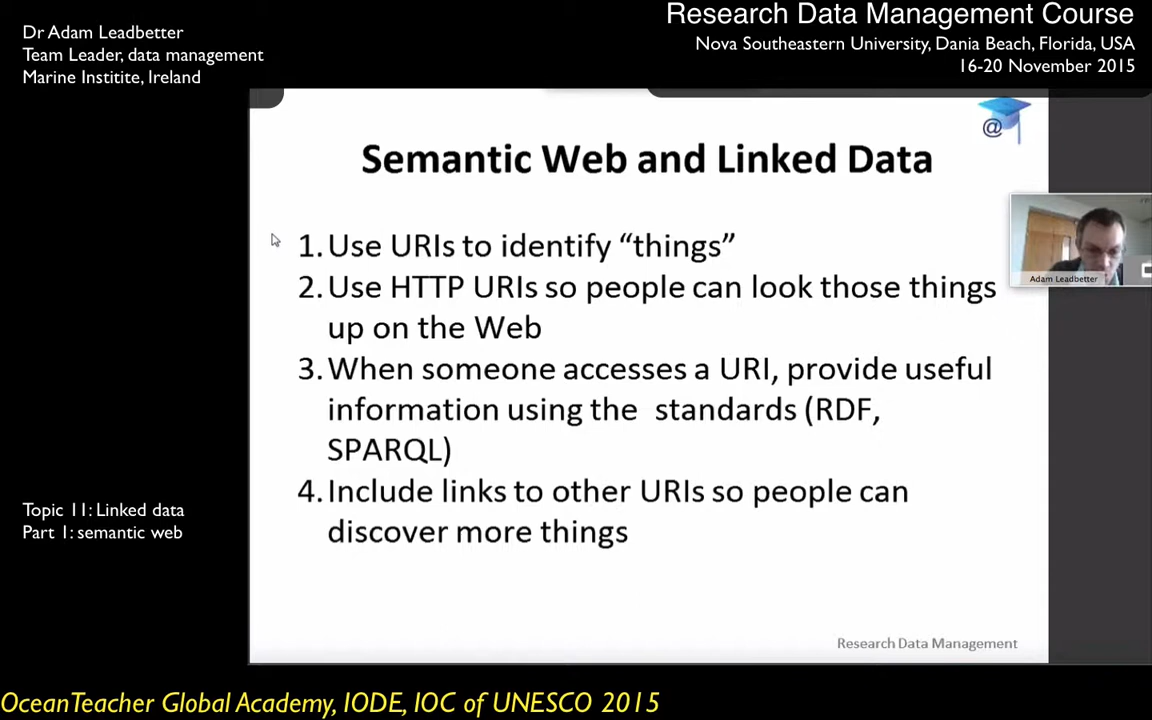 Dr Adam Leadbetter
Team Leader, data management
Marine Institite, Ireland
Research Data Management Course
Nova Southeastern University, Dania Beach, Florida, USA
16-20 November 2015
@
Semantic Web and Linked Data
1. Use URIs to identify “things”
2. Use HTTP URIs so people can look those things
up on the Web
3. When someone accesses a URI, provide useful
information using the standards (RDF,
SPARQL)
4. Include links to other URIs so people can
discover more things
Adam Leadbetter
Topic 11: Linked data
Part 1: semantic web
Research Data Management
OceanTeacher Global Academy, IODE, IOC of UNESCO 2015